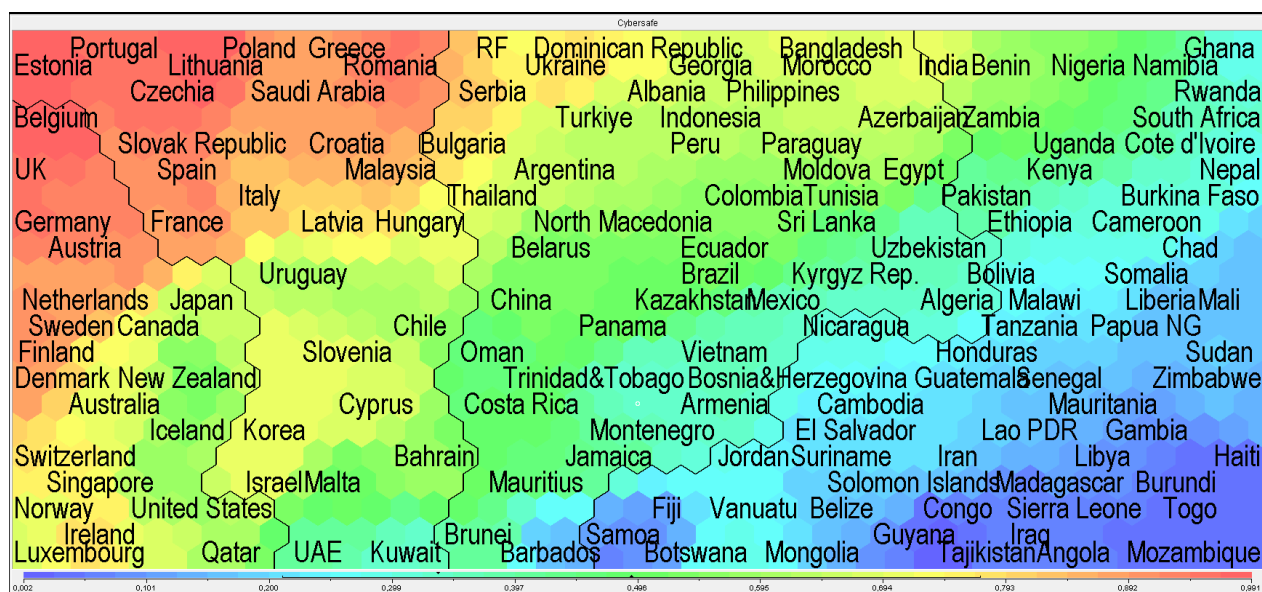 Cybersafe
Portugal Poland Greece RF Dominican Republic Bangladesh Ghana
Estonia Lithuania Romania Ukraine Georgia Morocco India Benin Nigeria Namibia
Czechia Saudi Arabia Serbia Albania Philippines Rwanda
Belgium Turkiye Indonesia Azerbaijan Zambia South Africa
Slovak Republic Croatia Bulgaria Peru Paraguay Uganda Cote d'Ivoire
UK Spain Malaysia Argentina Moldova Egypt Kenya Nepal
Italy Thailand Colombia Tunisia Pakistan Burkina Faso
Germany France Latvia Hungary North Macedonia Sri Lanka Ethiopia Cameroon
Austria Belarus Ecuador Uzbekistan Chad
Uruguay Brazil Kyrgyz Rep. Bolivia Somalia
Netherlands Japan China Kazakhstan Mexico Algeria Malawi Liberia Mali
Sweden Canada Chile Panama Nicaragua Tanzania Papua NG
Finland Slovenia Oman Vietnam Honduras Sudan
Denmark New Zealand Trinidad&Tobago Bosnia&Herzegovina Guatemala Senegal Zimbabwe
Australia Cyprus Costa Rica Armenia Cambodia Mauritania
Iceland Korea Montenegro El Salvador Lao PDR Gambia
Switzerland Bahrain Jamaica Jordan Suriname Iran Libya Haiti
Singapore Israel Malta Mauritius Solomon Islands Madagascar Burundi
Norway United States Fiji Vanuatu Belize Congo Sierra Leone Togo
Ireland Brunei Samoa Guyana Iraq
Luxembourg Qatar UAE Kuwait Barbados Botswana Mongolia Tajikistan Angola Mozambique
0,002 0,101 0,200 0,299 0,397 0,496 0,595 0,694 0,793 0,892 0,991